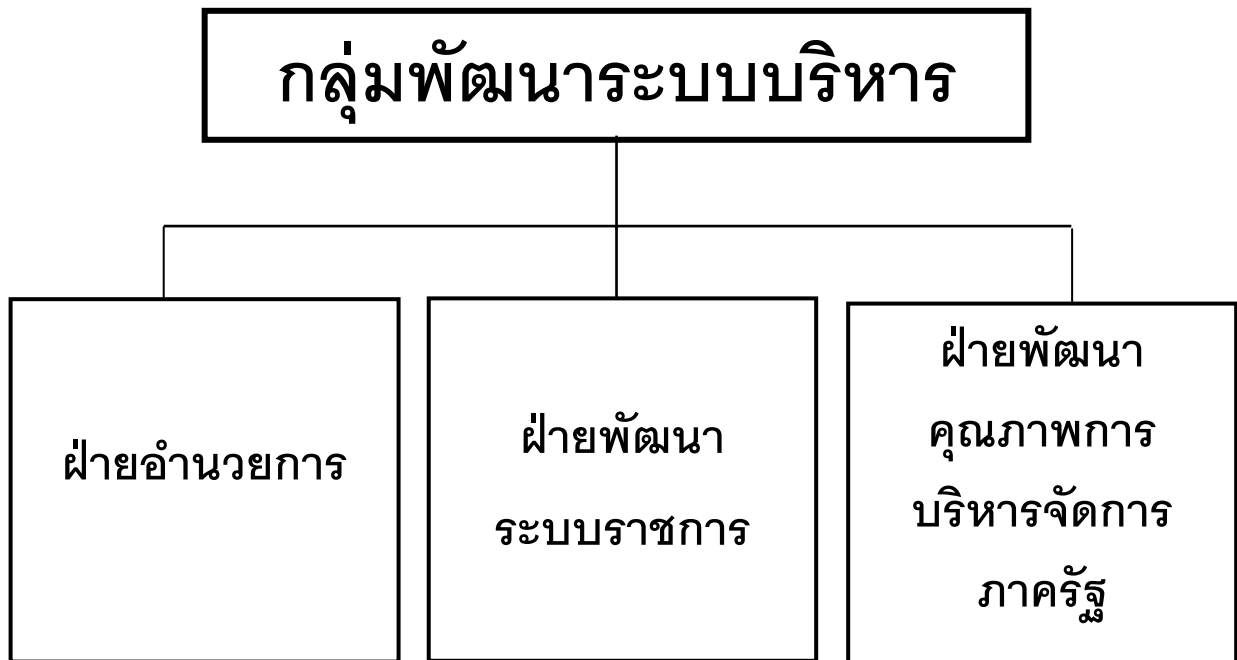 กลุ่มพัฒนาระบบบริหาร
ฝ่ายอำนวยการ
ฝ่ายพัฒนา
ระบบราชการ
ฝ่ายพัฒนา
คุณภาพการ
บริหารจัดการ
ภาครัฐ